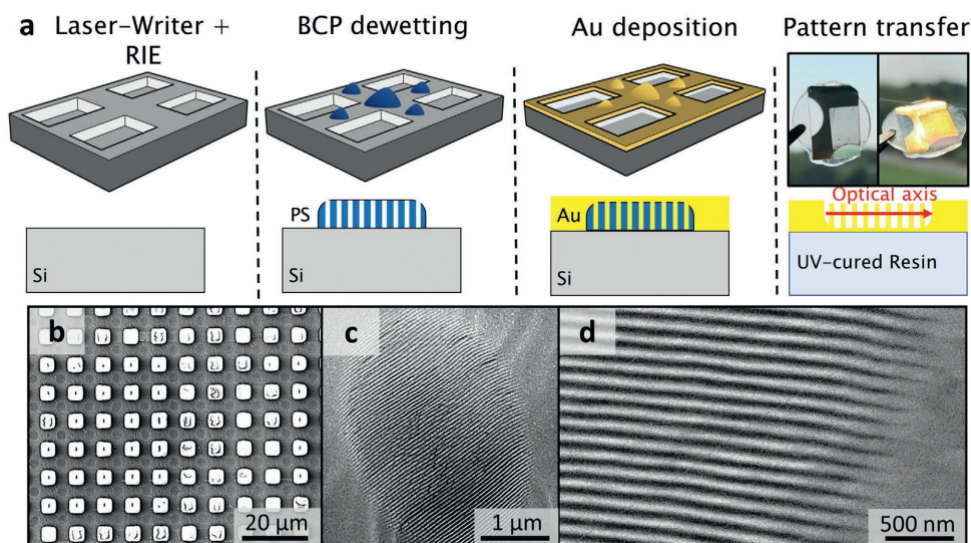 a
Laser-Writer +
RIE
BCP dewetting
Au deposition
Pattern transfer
Si
PS
Si
Au
Si
Optical axis
UV-cured Resin
b
20 µm
c
1 µm
d
500 nm